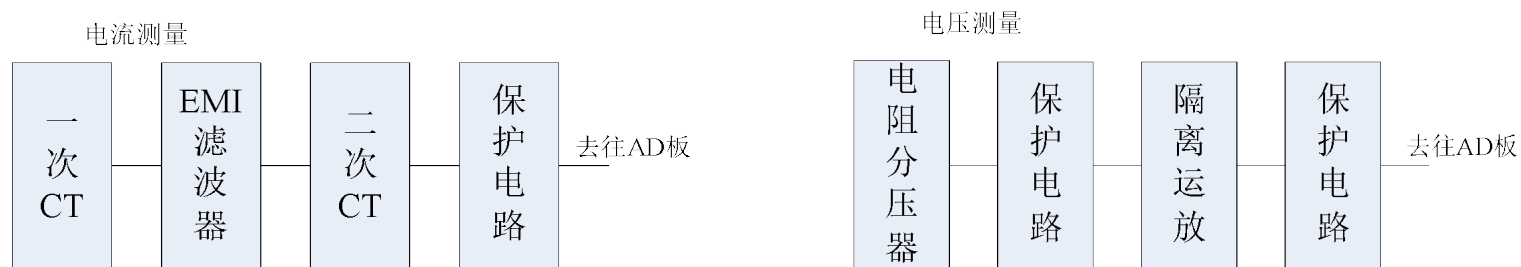 电流测量
一次CT
EMI滤波器
二次CT
保护电路
去往AD板
电压测量
电阻分压器
保护电路
隔离运放
保护电路
去往AD板